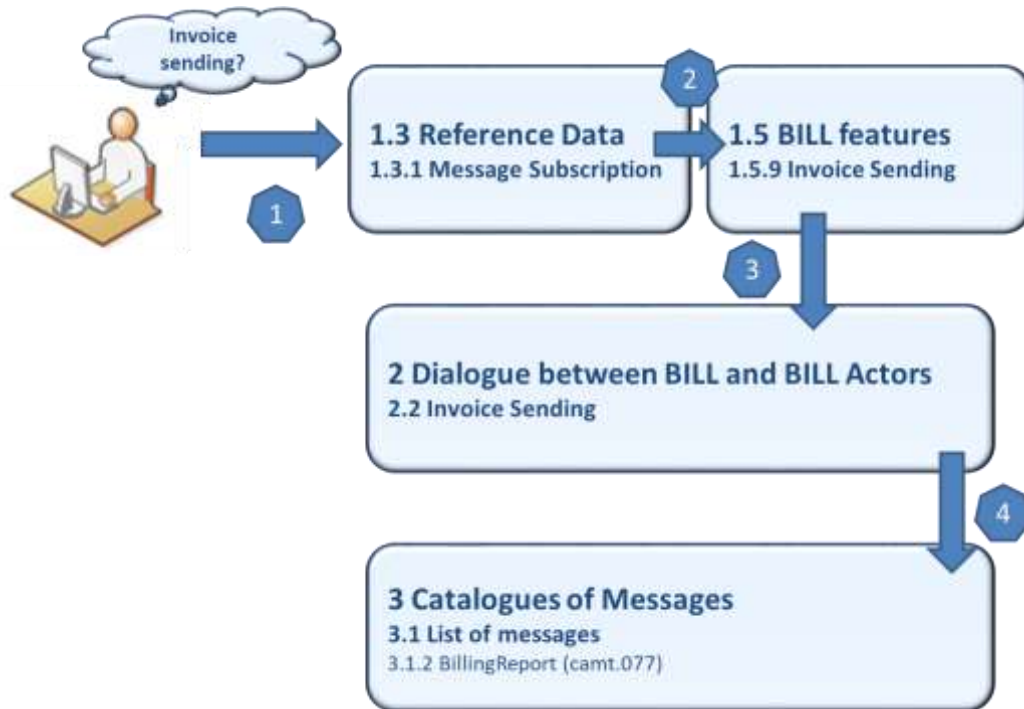 Invoice
sending?
1
1.3 Reference Data
1.3.1 Message Subscription
2
1.5 BILL features
1.5.9 Invoice Sending
3
2 Dialogue between BILL and BILL Actors
2.2 Invoice Sending
4
3 Catalogues of Messages
3.1 List of messages
3.1.2 BillingReport (camt.077)